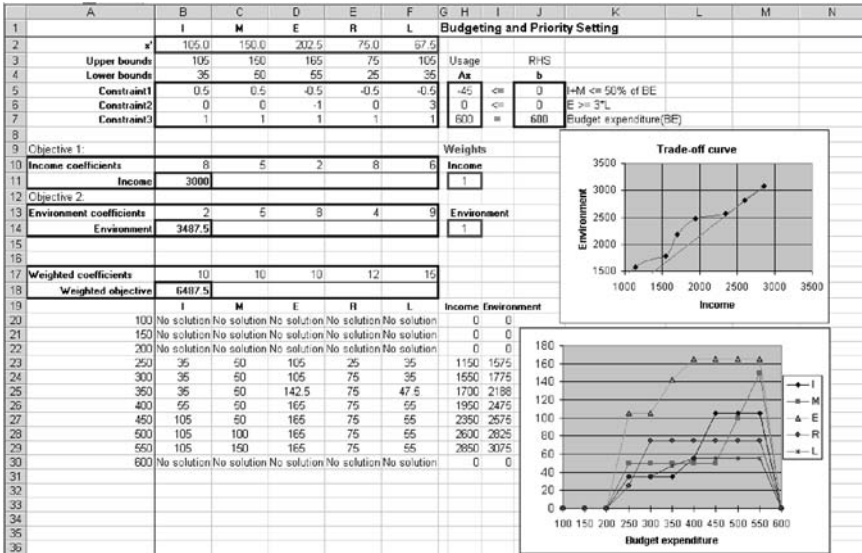 A B C D E F G H I J K L M N
1 I M E R L Budgeting and Priority Setting
2 x' 105.0 150.0 202.5 75.0 67.5
3 Upper bounds 105 150 165 75 105 Usage RHS
4 Lower bounds 35 50 55 25 35 Ax b
5 Constraint1 0.5 0.5 -0.5 -0.5 -0.5 -45 <= 0 I+M <= 50% of BE
6 Constraint2 0 0 -1 0 3 0 <= 0 E >= 3*L
7 Constraint3 1 1 1 1 1 600 = 600 Budget expenditure(BE)
8
9 Objective 1: Weights
10 Income coefficients 8 5 2 8 6 Income
11 Income 3000 1
12 Objective 2:
13 Environment coefficients 2 5 8 4 9 Environment
14 Environment 3487.5 1
15
16
17 Weighted coefficients 10 10 10 12 15
18 Weighted objective 6487.5
19 I M E R L Income Environment
20 100 No solution No solution No solution No solution No solution 0 0
21 150 No solution No solution No solution No solution No solution 0 0
22 200 No solution No solution No solution No solution No solution 0 0
23 250 35 50 105 25 35 1150 1575
24 300 35 50 105 75 35 1550 1775
25 350 35 50 142.5 75 47.5 1700 2188
26 400 55 50 165 75 55 1950 2475
27 450 105 50 165 75 55 2350 2575
28 500 105 100 165 75 55 2600 2825
29 550 105 150 165 75 55 2850 3075
30 600 No solution No solution No solution No solution No solution 0 0
31
32
33
34
35
36
Trade-off curve
3500
3000
2500
2000
1500
Environment
1000 1500 2000 2500 3000 3500
Income
180
160
140
120
100
80
60
40
20
0
I
M
E
R
L
100 150 200 250 300 350 400 450 500 550 600
Budget expenditure